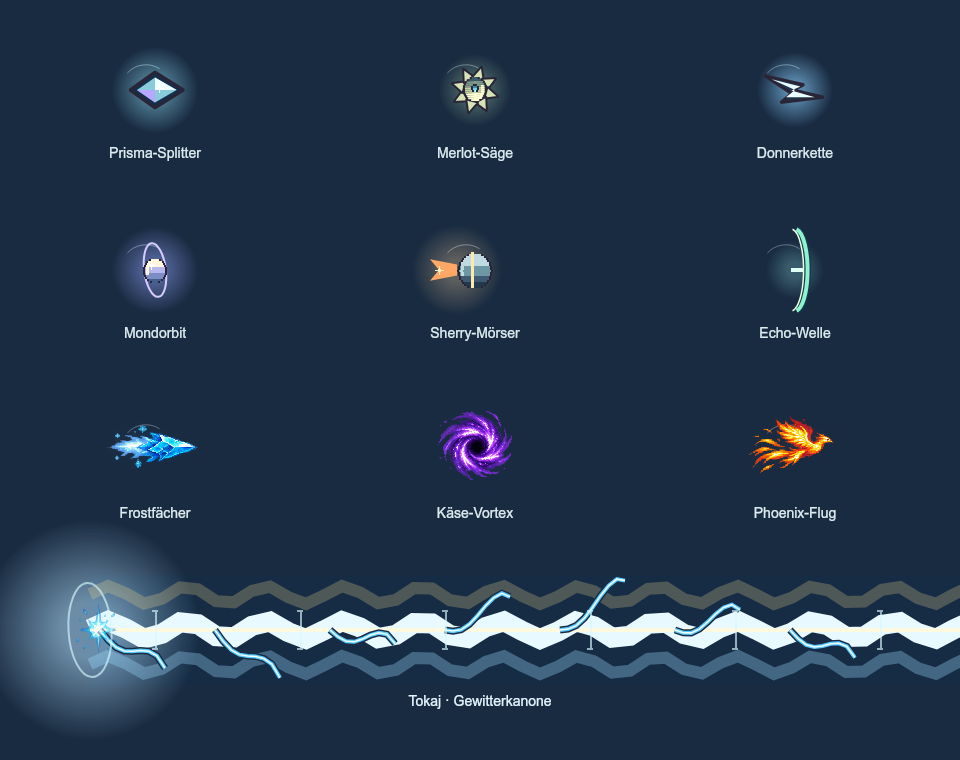 Prisma-Splitter
Merlot-Säge
Donnerkette
Mondorbit
Sherry-Mörser
Echo-Welle
Frostfächer
Käse-Vortex
Phoenix-Flug
Tokaj · Gewitterkanone